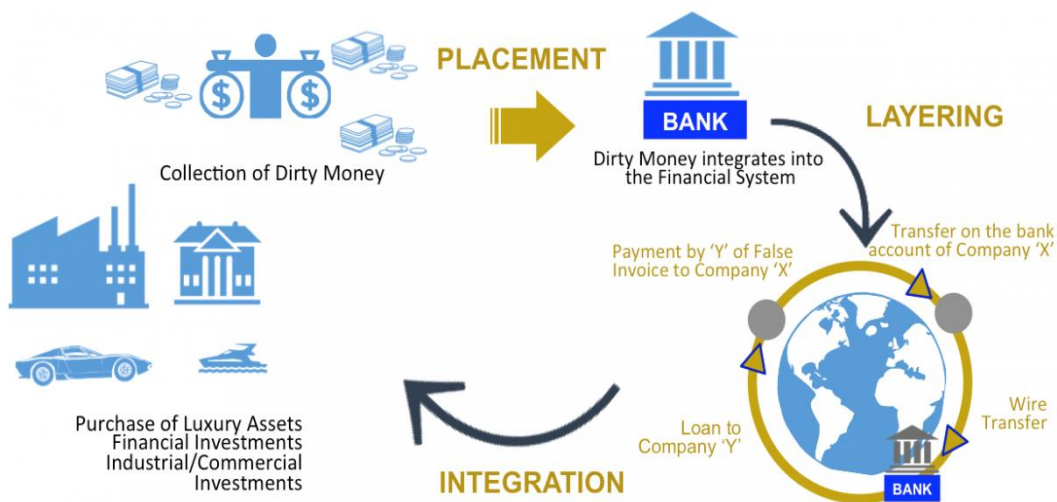 PLACEMENT
$
$
BANK
LAYERING
Collection of Dirty Money
Dirty Money integrates into
the Financial System
Transfer on the bank
account of Company ‘X’
Payment by ‘Y’ of False
Invoice to Company ‘X’
Wire
Transfer
Loan to
Company ‘Y’
BANK
Purchase of Luxury Assets
Financial Investments
Industrial/Commercial
Investments
INTEGRATION